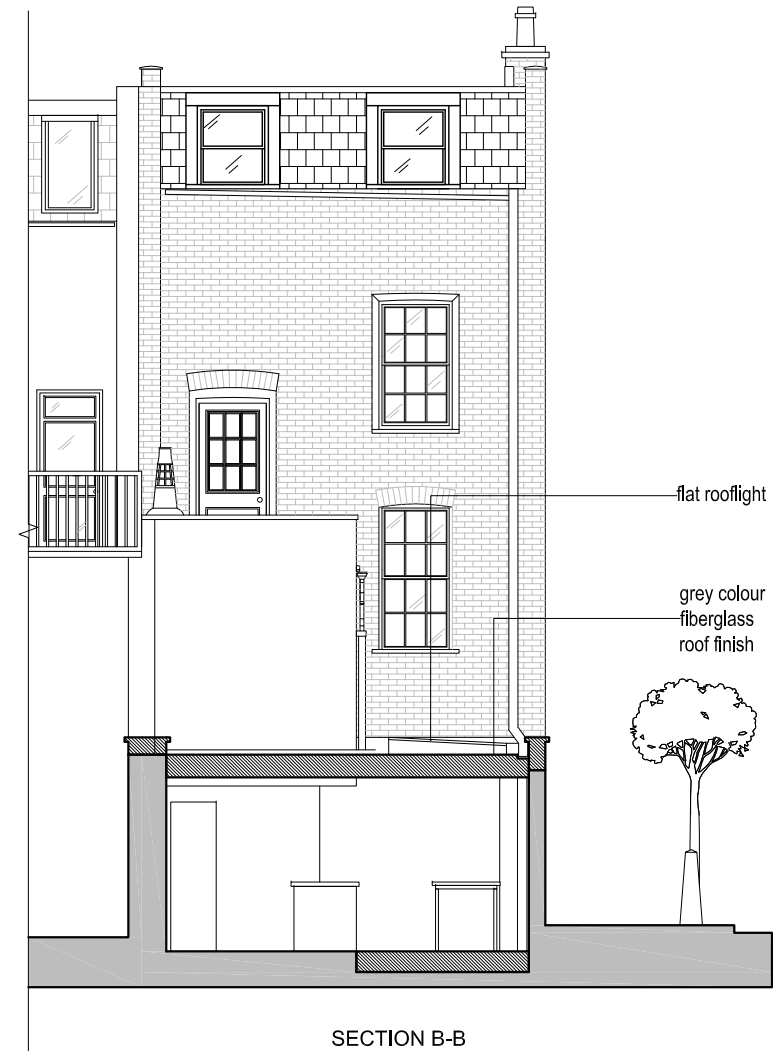 flat rooflight
grey colour
fiberglass
roof finish
SECTION B-B